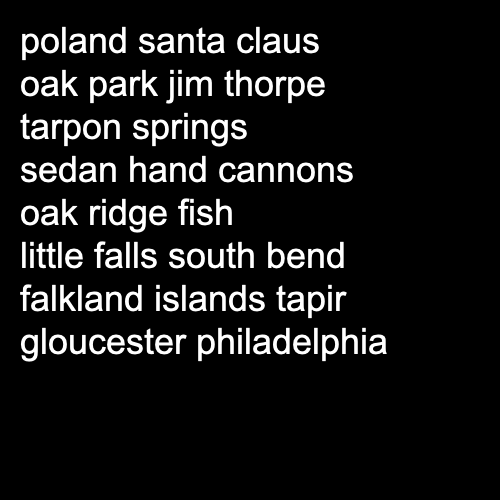 poland santa claus
oak park jim thorpe
tarpon springs
sedan hand cannons
oak ridge fish
little falls south bend
falkland islands tapir
gloucester philadelphia